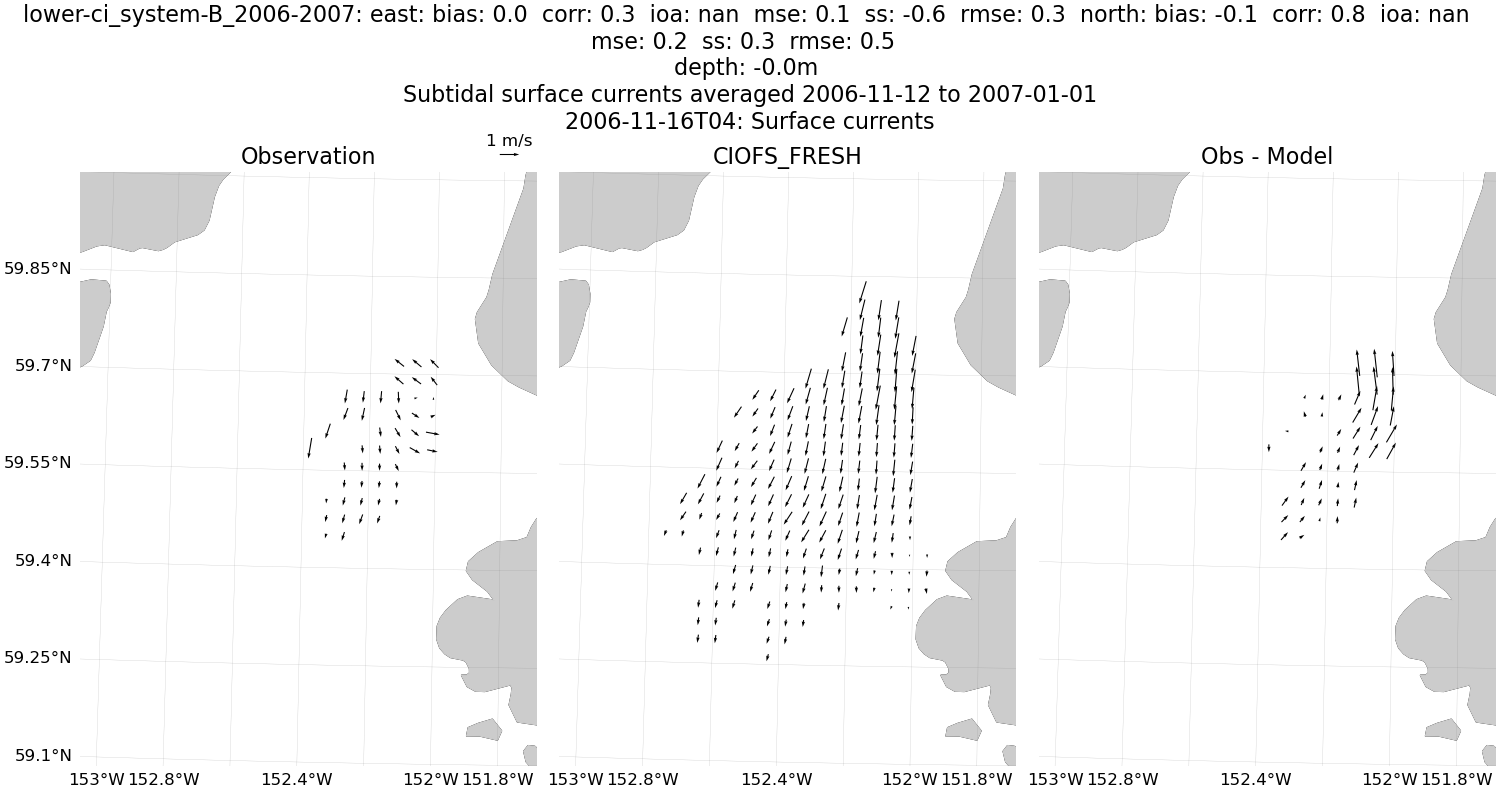 lower-ci_system-B_2006-2007: east: bias: 0.0  corr: 0.3  ioa: nan  mse: 0.1  ss: -0.6  rmse: 0.3  north: bias: -0.1  corr: 0.8  ioa: nan
mse: 0.2  ss: 0.3  rmse: 0.5
depth: -0.0m
Subtidal surface currents averaged 2006-11-12 to 2007-01-01
2006-11-16T04: Surface currents
1 m/s
Observation
CIOFS_FRESH
Obs - Model
59.85°N
59.7°N
59.55°N
59.4°N
59.25°N
59.1°N
153°W 152.8°W 152.4°W 152°W 151.8°W
153°W 152.8°W 152.4°W 152°W 151.8°W
153°W 152.8°W 152.4°W 152°W 151.8°W